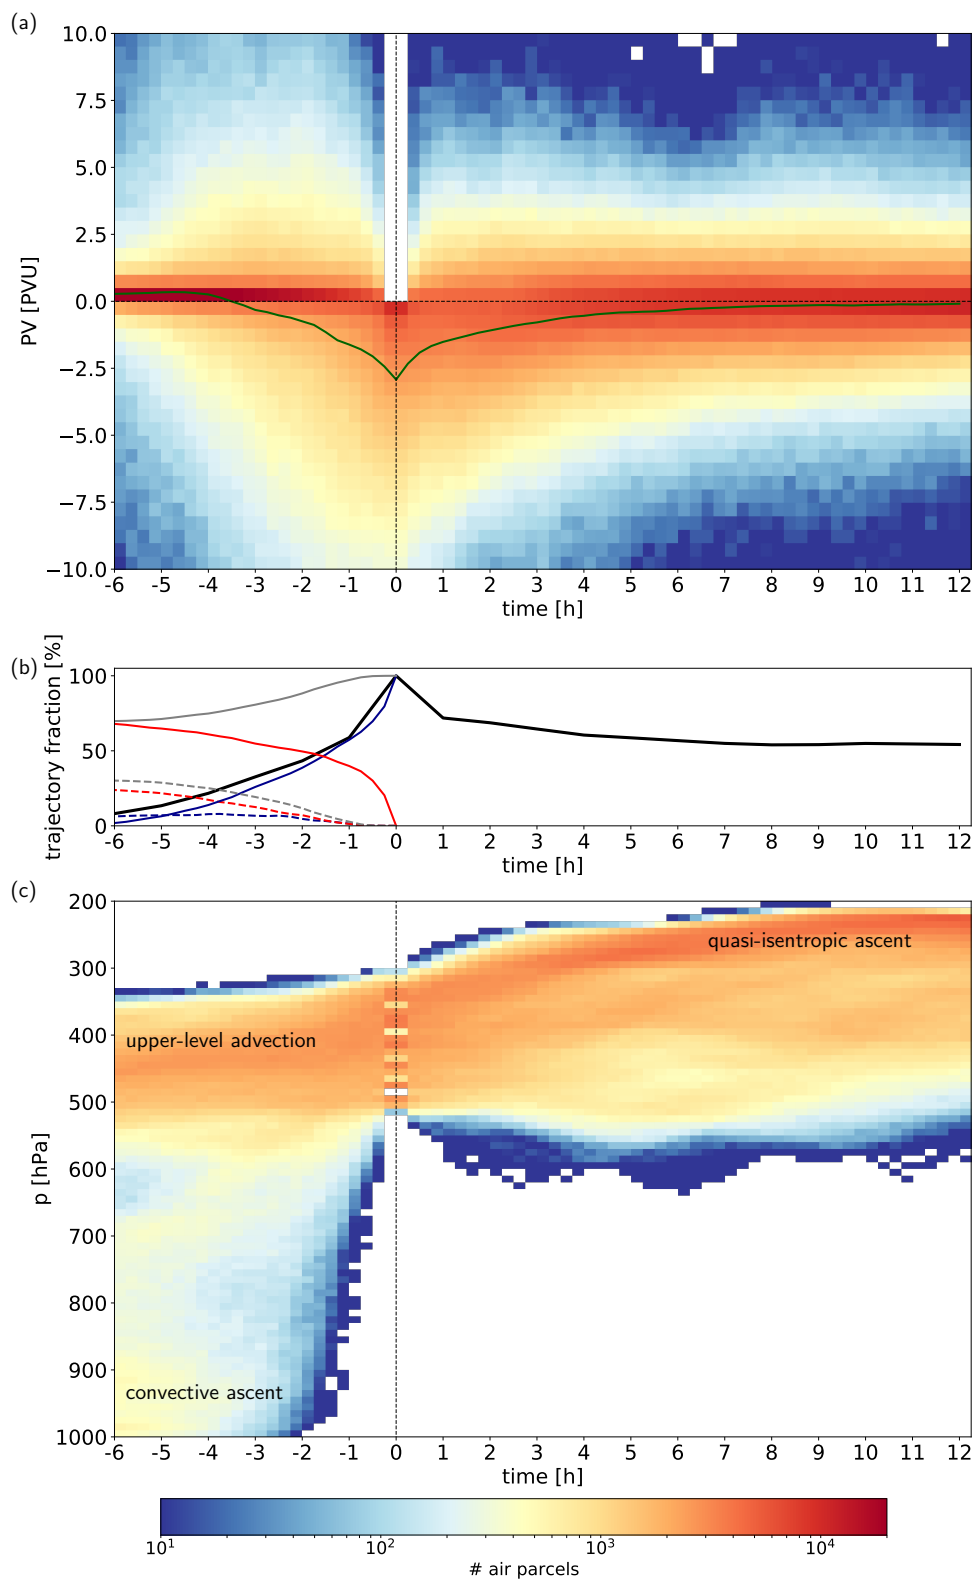 (a)
10.0
7.5
5.0
2.5
0.0
−2.5
−5.0
−7.5
−10.0
PV [PVU]
-6 -5 -4 -3 -2 -1 0 1 2 3 4 5 6 7 8 9 10 11 12
time [h]
(b)
100
50
0
trajectory fraction [%]
-6 -5 -4 -3 -2 -1 0 1 2 3 4 5 6 7 8 9 10 11 12
time [h]
(c)
200
300
400
500
600
700
800
900
1000
p [hPa]
quasi-isentropic ascent
upper-level advection
convective ascent
-6 -5 -4 -3 -2 -1 0 1 2 3 4 5 6 7 8 9 10 11 12
time [h]
10¹ 10² 10³ 10⁴
# air parcels